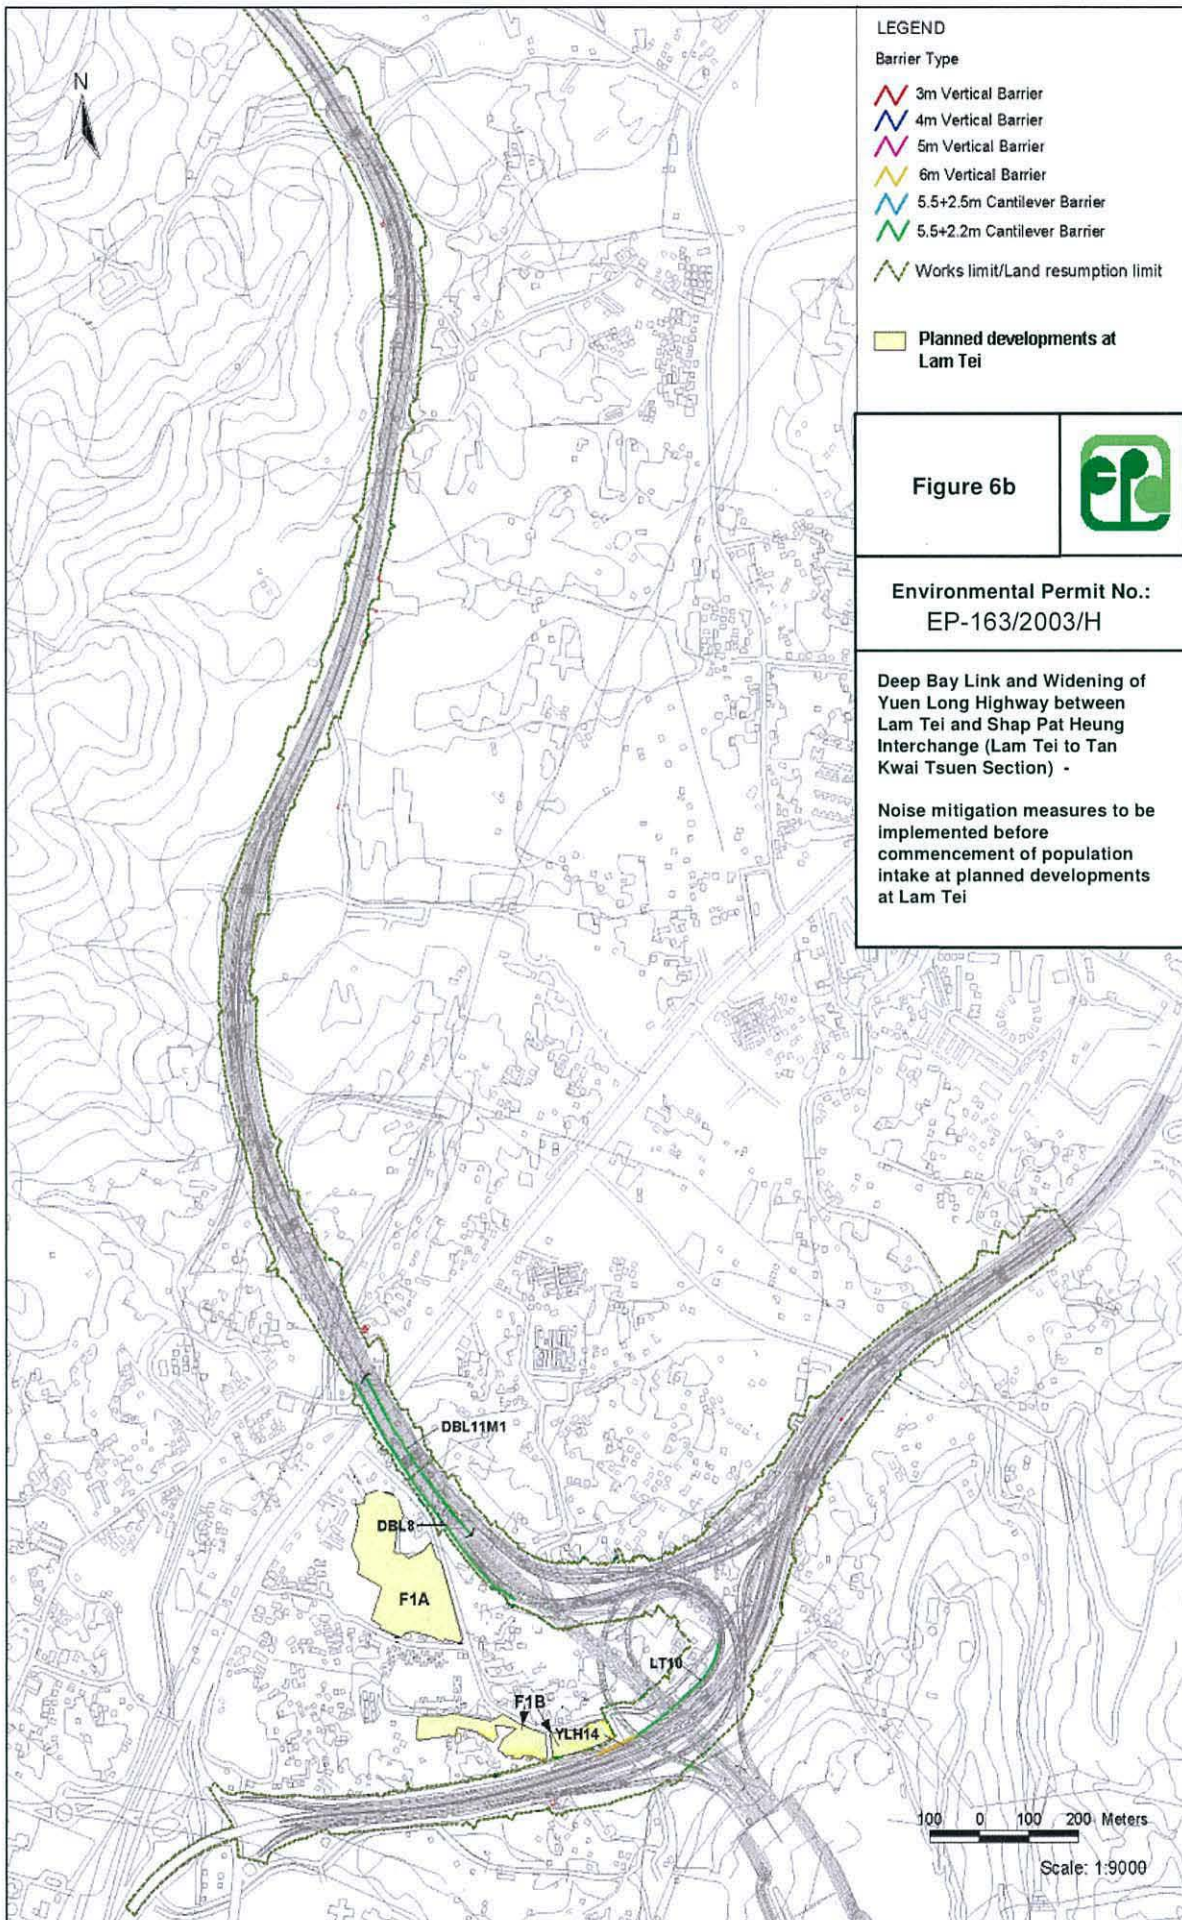 N
LEGEND
Barrier Type
3m Vertical Barrier
4m Vertical Barrier
5m Vertical Barrier
6m Vertical Barrier
5.5+2.5m Cantilever Barrier
5.5+2.2m Cantilever Barrier
Works limit/Land resumption limit
Planned developments at
Lam Tei
Figure 6b
Environmental Permit No.:
EP-163/2003/H
Deep Bay Link and Widening of
Yuen Long Highway between
Lam Tei and Shap Pat Heung
Interchange (Lam Tei to Tan
Kwai Tsuen Section) -
Noise mitigation measures to be
implemented before
commencement of population
intake at planned developments
at Lam Tei
DBL11M1
DBL8
F1A
LT10
F1B
YLH14
100 0 100 200 Meters
Scale: 1:9000